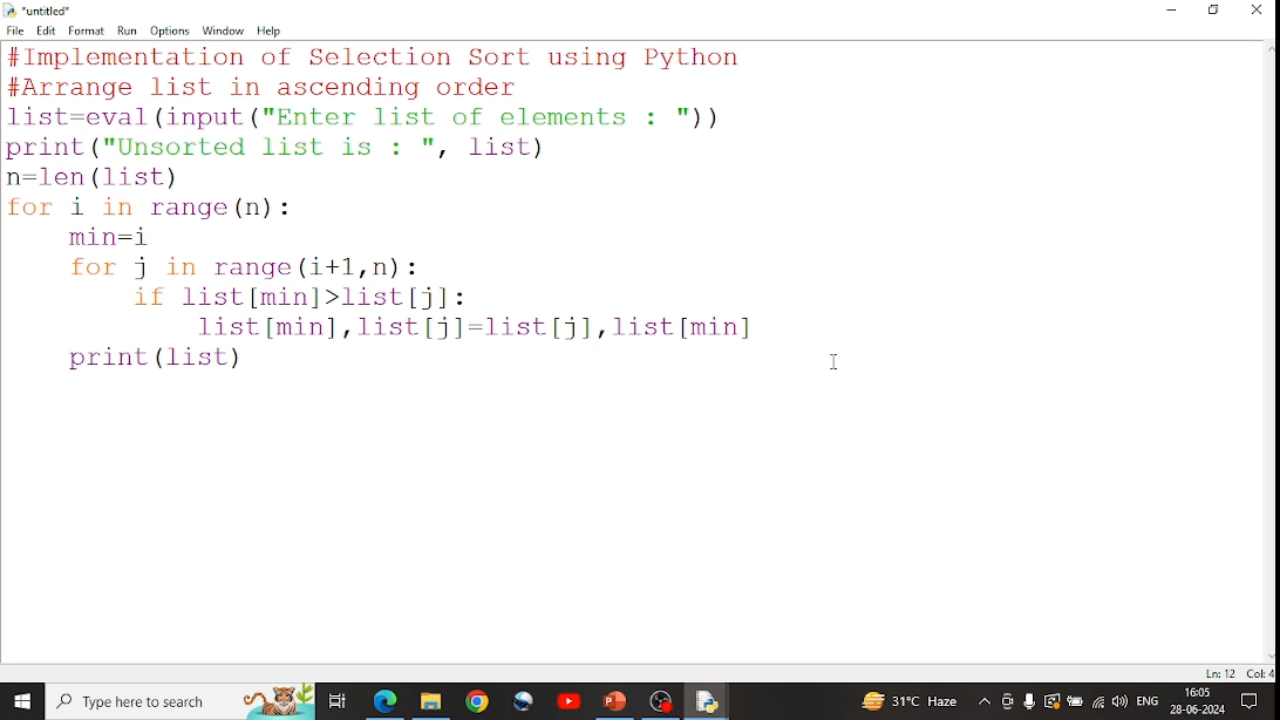 *untitled*
File Edit Format Run Options Window Help
#Implementation of Selection Sort using Python
#Arrange list in ascending order
list=eval(input("Enter list of elements : "))
print("Unsorted list is : ", list)
n=len(list)
for i in range(n):
    min=i
    for j in range(i+1,n):
        if list[min]>list[j]:
            list[min],list[j]=list[j],list[min]
    print(list)
Ln: 12 Col: 4
Type here to search
31°C Haze
ENG
16:05
28-06-2024